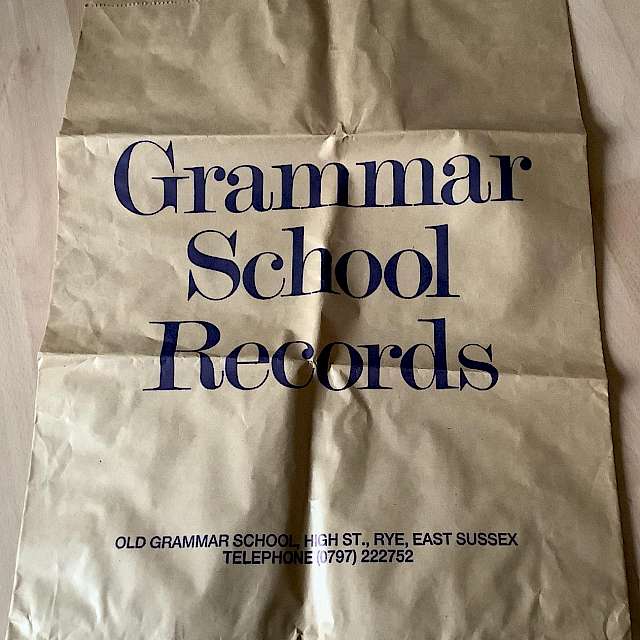 Grammar
School
Records
OLD GRAMMAR SCHOOL, HIGH ST., RYE, EAST SUSSEX
TELEPHONE (0797) 222752